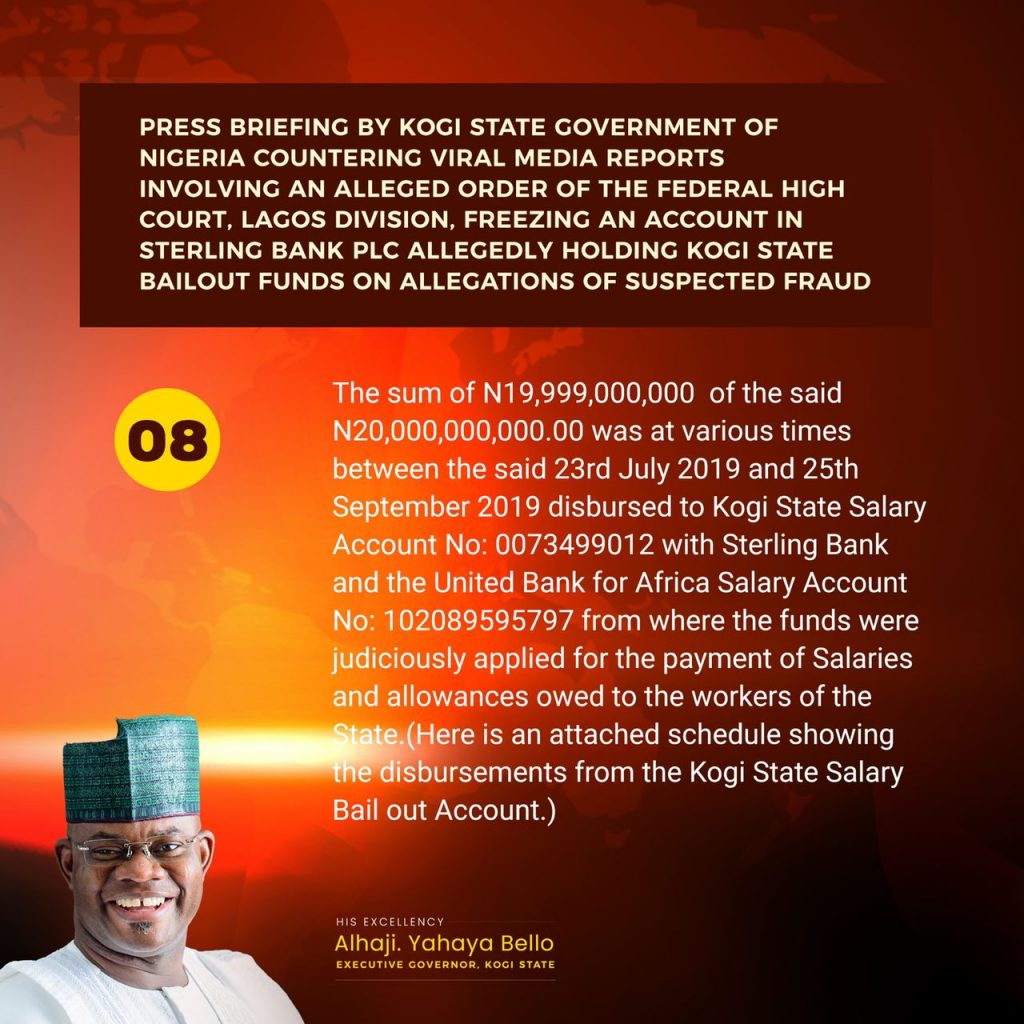 PRESS BRIEFING BY KOGI STATE GOVERNMENT OF
NIGERIA COUNTERING VIRAL MEDIA REPORTS
INVOLVING AN ALLEGED ORDER OF THE FEDERAL HIGH
COURT, LAGOS DIVISION, FREEZING AN ACCOUNT IN
STERLING BANK PLC ALLEGEDLY HOLDING KOGI STATE
BAILOUT FUNDS ON ALLEGATIONS OF SUSPECTED FRAUD
08
The sum of N19,999,000,000 of the said
N20,000,000,000.00 was at various times
between the said 23rd July 2019 and 25th
September 2019 disbursed to Kogi State Salary
Account No: 0073499012 with Sterling Bank
and the United Bank for Africa Salary Account
No: 102089595797 from where the funds were
judiciously applied for the payment of Salaries
and allowances owed to the workers of the
State.(Here is an attached schedule showing
the disbursements from the Kogi State Salary
Bail out Account.)
HIS EXCELLENCY
Alhaji. Yahaya Bello
EXECUTIVE GOVERNOR, KOGI STATE